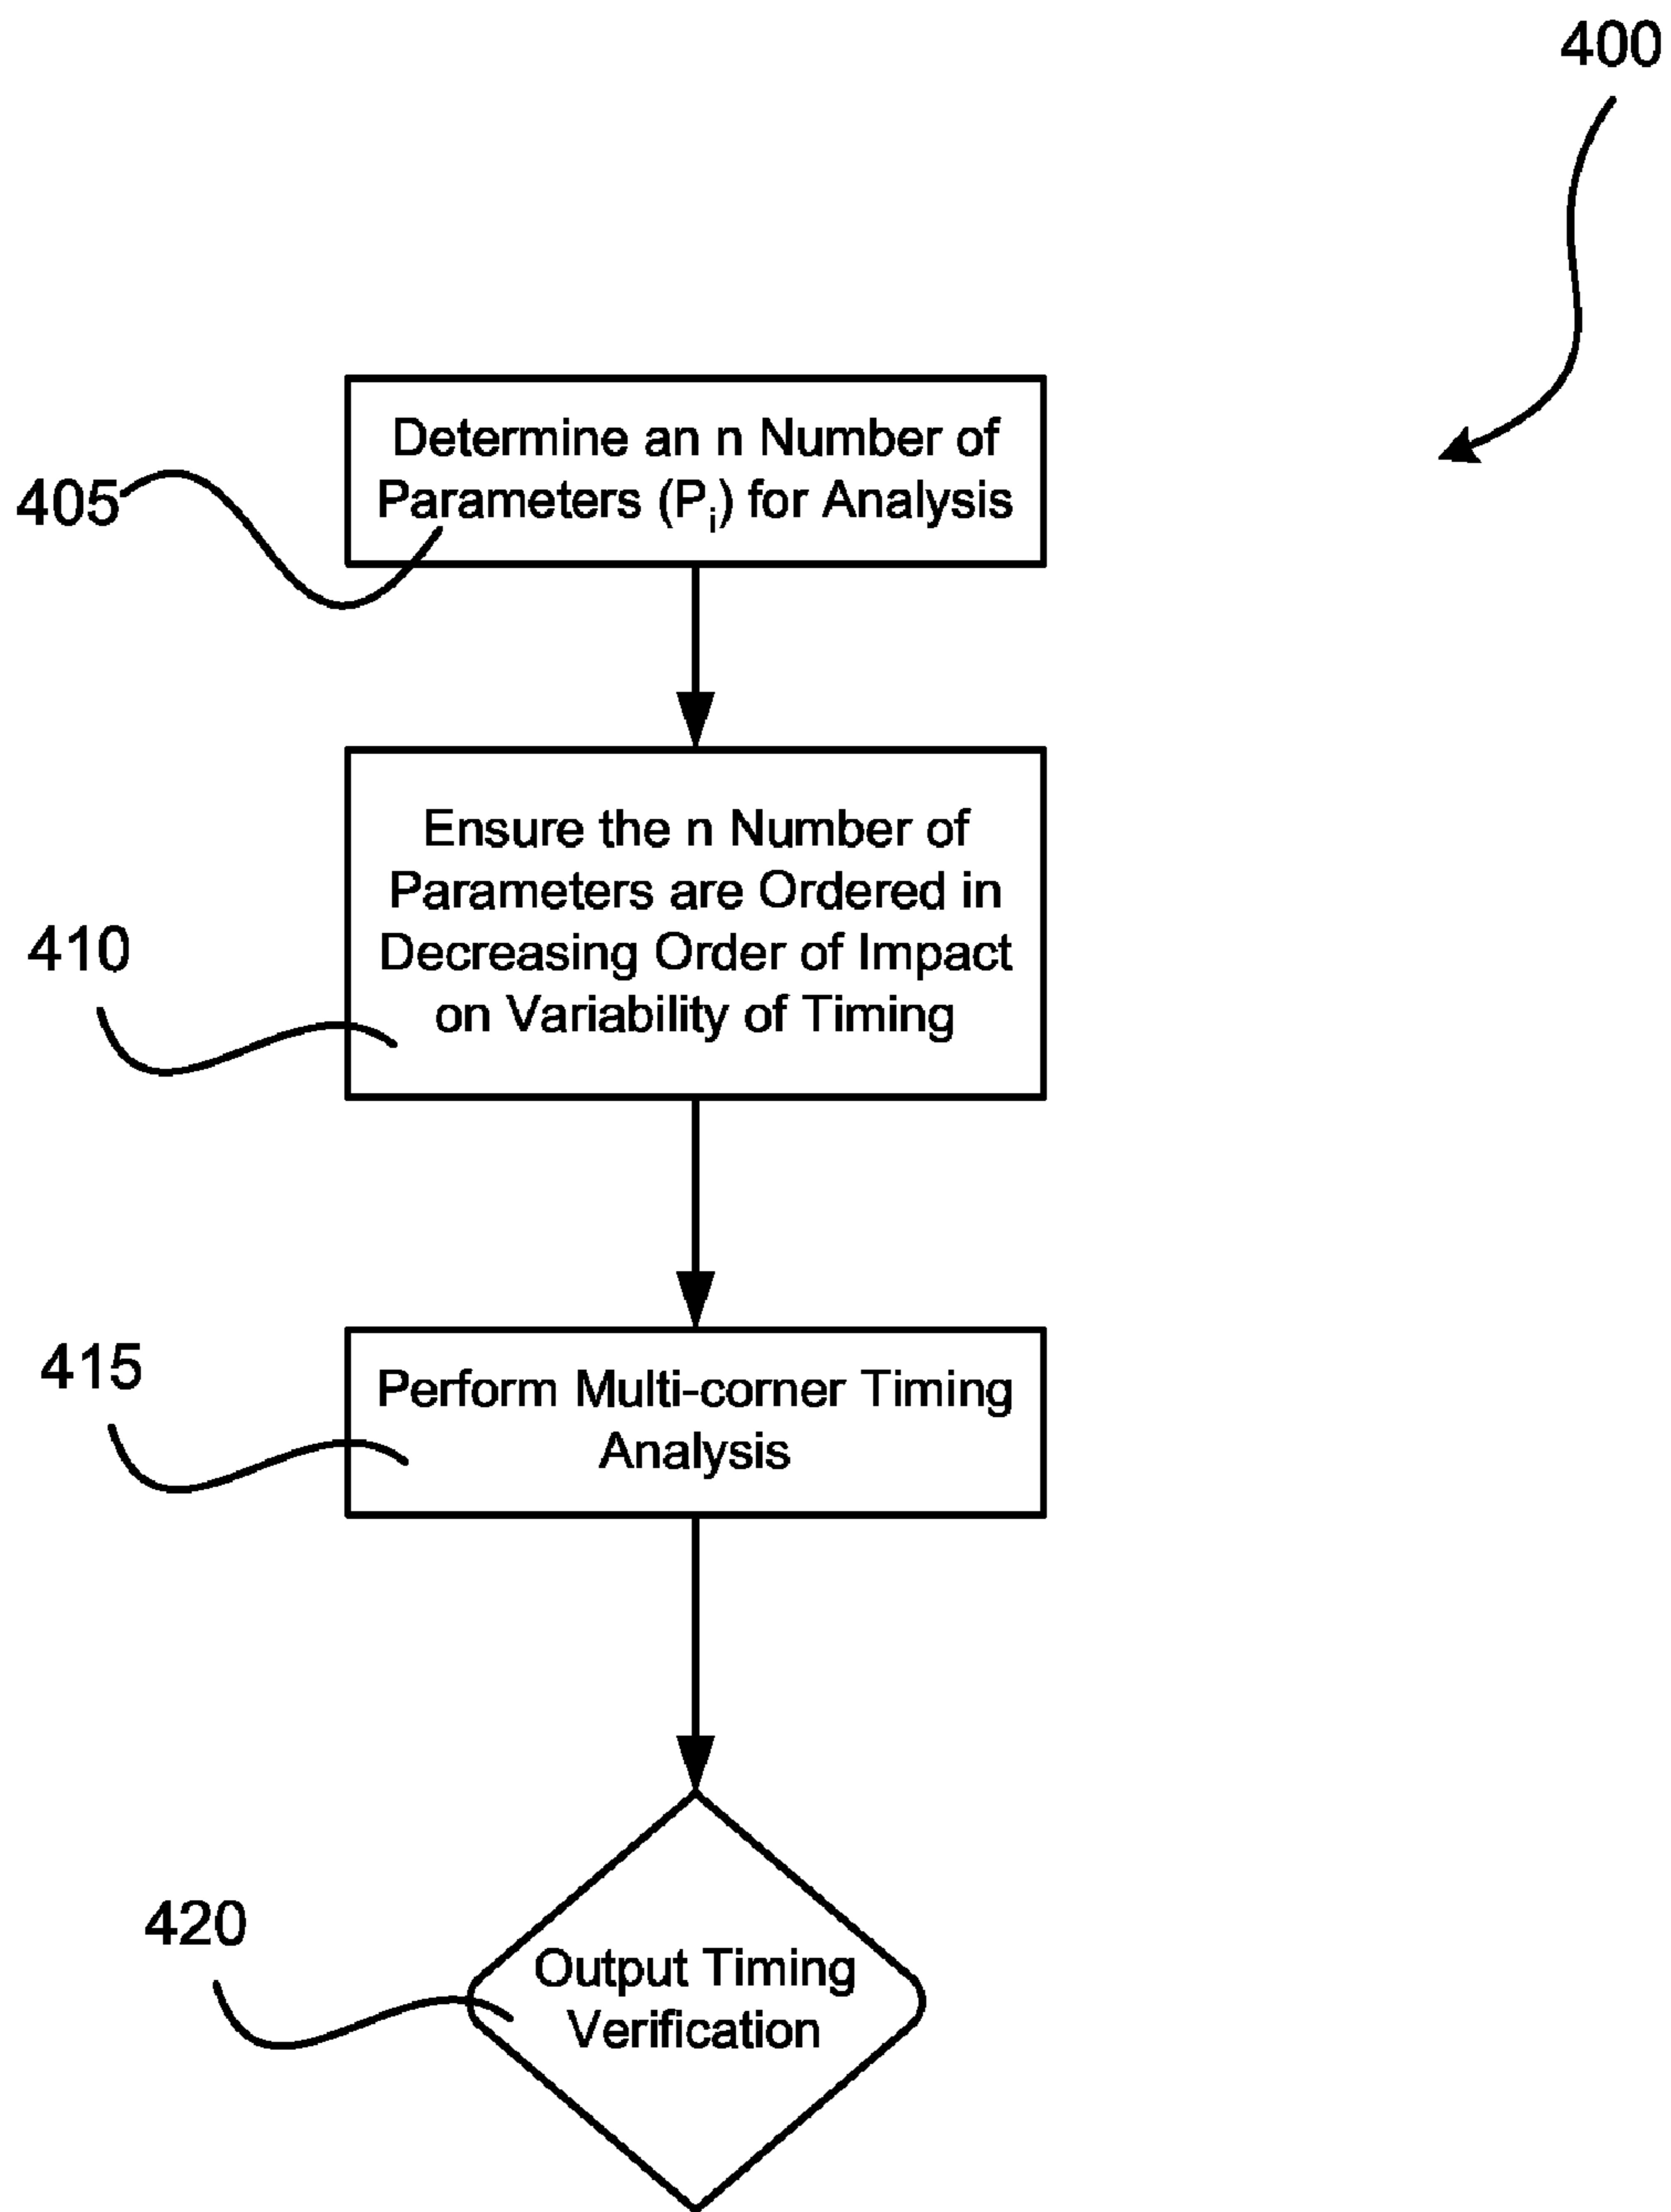 400
Determine an n Number of
Parameters (Pi) for Analysis
405
Ensure the n Number of
Parameters are Ordered in
Decreasing Order of Impact
on Variability of Timing
410
415
Perform Multi-corner Timing
Analysis
420
Output Timing
Verification